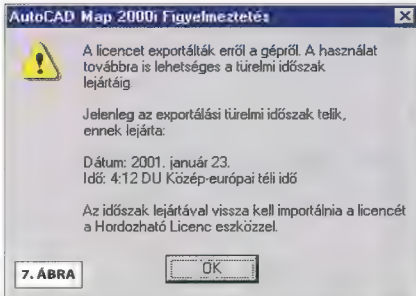 AutoCAD Map 2000i Figyelmeztetés
A licencet exportálták erről a gépről. A használat
továbbra is lehetséges a türelmi időszak
lejártáig.
Jelenleg az exportálási türelmi időszak telik,
ennek lejárta:
Dátum: 2001. január 23.
Idő: 4:12 DU Közép-európai téli idő
Az időszak lejártával vissza kell importálnia a licencét
a Hordozható Licenc eszközzel.
7. ÁBRA
OK